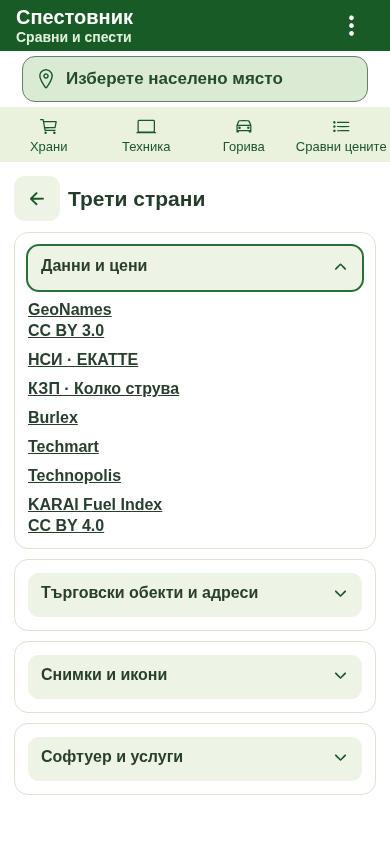 Спестовник
Сравни и спести
Изберете населено място
Храни
Техника
Горива
Сравни цените
Трети страни
Данни и цени
GeoNames
CC BY 3.0
НСИ · ЕКАТТЕ
КЗП · Колко струва
Burlex
Techmart
Technopolis
KARAI Fuel Index
CC BY 4.0
Търговски обекти и адреси
Снимки и икони
Софтуер и услуги